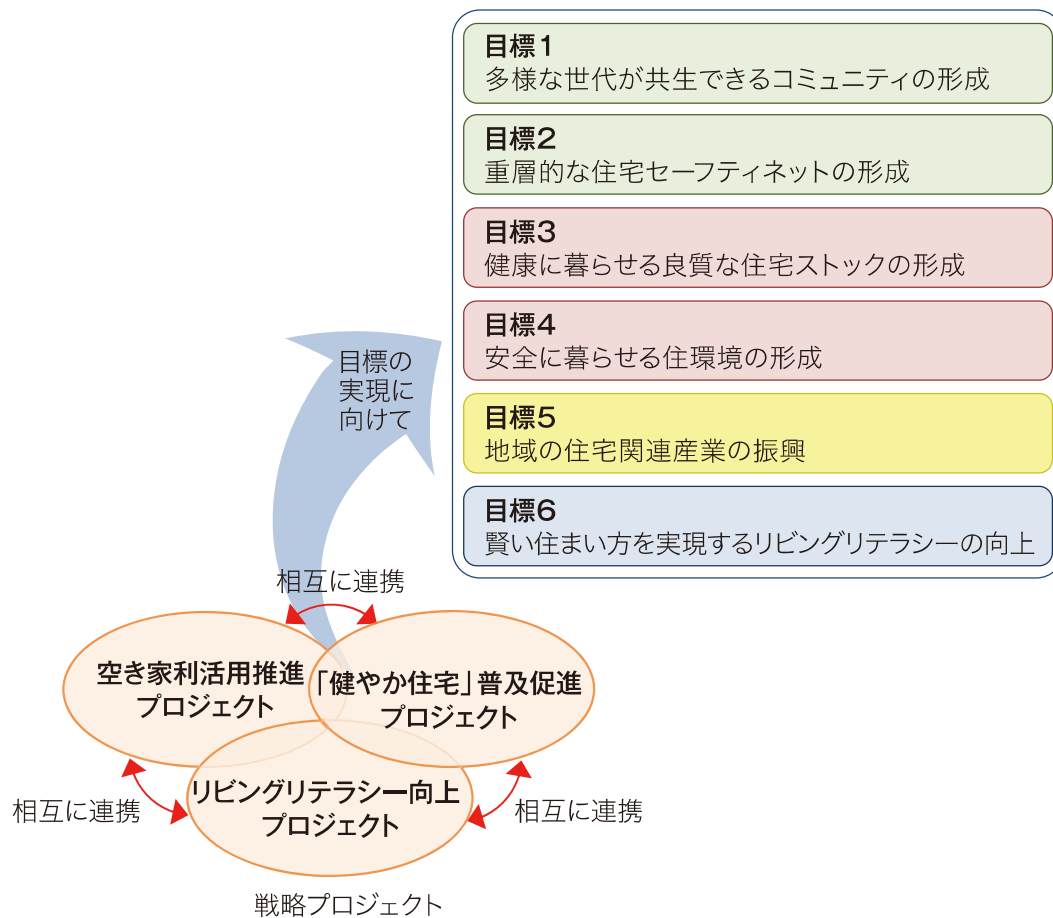 目標1
多様な世代が共生できるコミュニティの形成
目標2
重層的な住宅セーフティネットの形成
目標3
健康に暮らせる良質な住宅ストックの形成
目標4
安全に暮らせる住環境の形成
目標5
地域の住宅関連産業の振興
目標6
賢い住まい方を実現するリビングリテラシーの向上
目標の
実現に
向けて
相互に連携
空き家利活用推進
プロジェクト
「健やか住宅」普及促進
プロジェクト
リビングリテラシー向上
プロジェクト
相互に連携
相互に連携
戦略プロジェクト